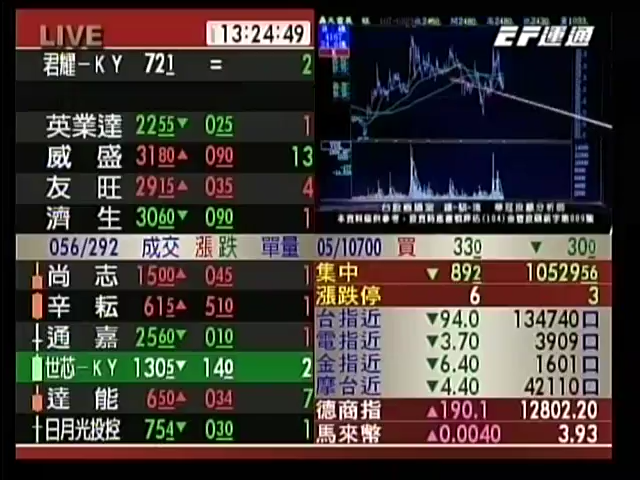 LIVE 13:24:49
EF運通
君耀-KY 721 = 2
英業達 2255▼ 025 1
威盛 3180▲ 090 13
友旺 2915▲ 035 4
濟生 3060▼ 090 1
056/292 成交 漲跌 單量
尚志 1500▲ 045 1
辛耘 615▲ 510 1
通嘉 2560▼ 010 1
世芯-KY 1305▼ 140 2
達能 650▲ 034 7
日月光投控 754▼ 030 1
05/10700 買 330 ▼ 300
集中 ▼ 892 1052956
漲跌停 6 3
台指近 ▼94.0 134740口
電指近 ▼3.70 3909口
金指近 ▼6.40 1601口
摩台近 ▼4.40 42110口
德商指 ▲190.1 12802.20
馬來幣 ▲0.0040 3.93